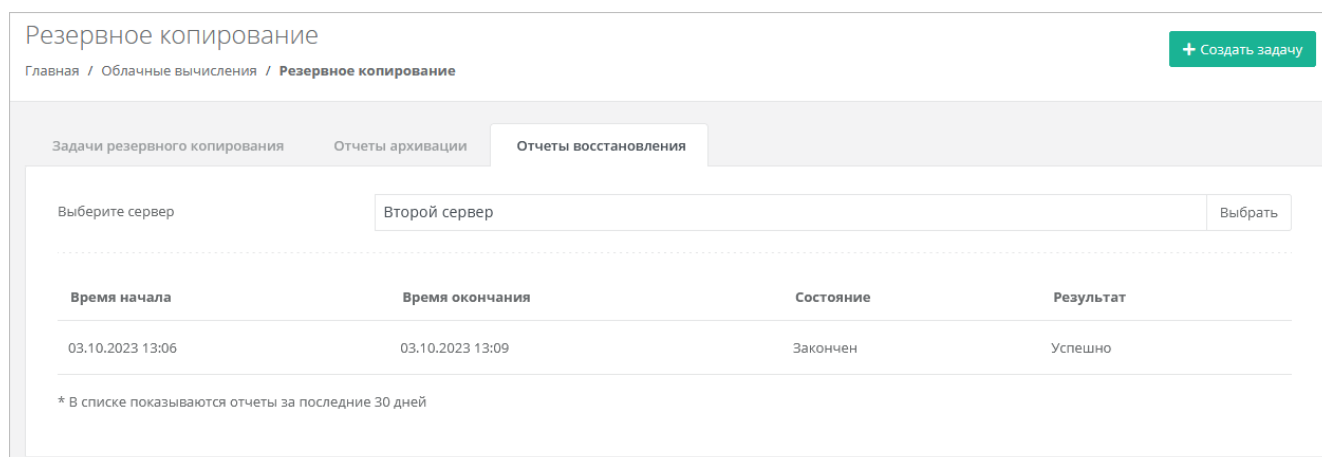 Резервное копирование
+ Создать задачу
Главная / Облачные вычисления / Резервное копирование
Задачи резервного копирования Отчеты архивации Отчеты восстановления
Выберите сервер Второй сервер Выбрать
Время начала Время окончания Состояние Результат
03.10.2023 13:06 03.10.2023 13:09 Закончен Успешно
* В списке показываются отчеты за последние 30 дней